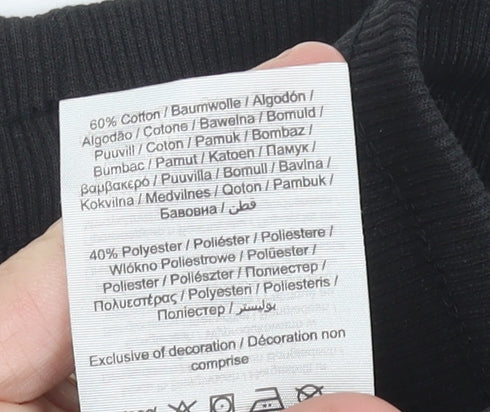 60% Cotton / Baumwolle / Algodón /
Algodão / Cotone / Bawełna / Bomuld /
Puuvill / Coton / Pamuk / Bombaz /
Bumbac / Pamut / Katoen / Памук /
βαμβακερό / Puuvilla / Bomull / Bavlna /
Kokvilna / Medvilnes / Qoton / Pambuk /
Бавовна / قطن /
40% Polyester / Poliéster / Poliestere /
Włókno Poliestrowe / Polüester /
Poliester / Poliészter / Полиестер /
Πολυεστέρας / Polyesteri / Poliesteris /
Поліестер / بوليستر /
Exclusive of decoration / Décoration non
comprise